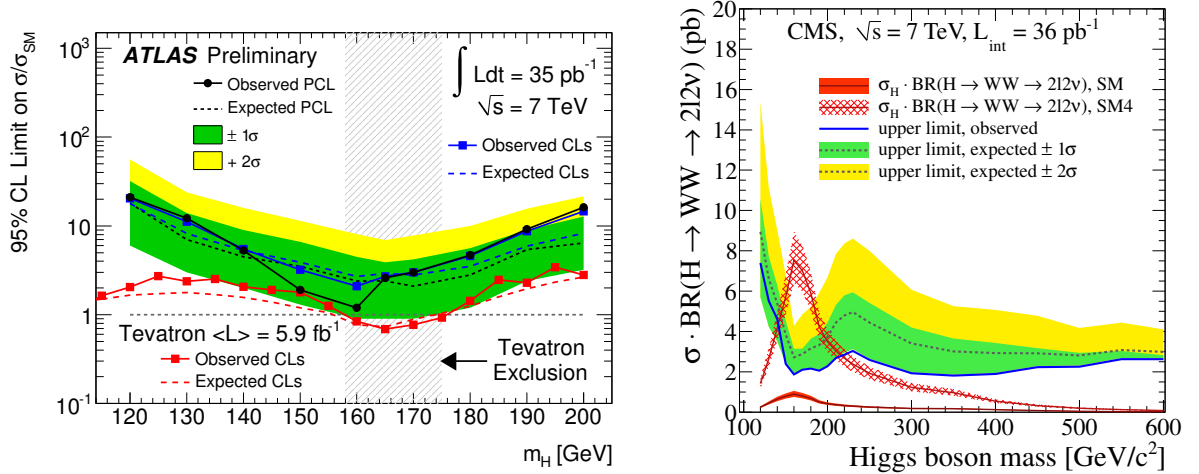 95% CL Limit on σ/σSM
10³
10²
10
1
10⁻¹
ATLAS Preliminary
Observed PCL
Expected PCL
± 1σ
+ 2σ
∫ Ldt = 35 pb⁻¹
√s = 7 TeV
Observed CLs
Expected CLs
Tevatron <L> = 5.9 fb⁻¹
Observed CLs
Expected CLs
Tevatron
Exclusion
120 130 140 150 160 170 180 190 200
m_H [GeV]
σ · BR(H → WW → 2l2ν) (pb)
20
18
16
14
12
10
8
6
4
2
0
CMS, √s = 7 TeV, L_int = 36 pb⁻¹
σ_H · BR(H → WW → 2l2ν), SM
σ_H · BR(H → WW → 2l2ν), SM4
upper limit, observed
upper limit, expected ± 1σ
upper limit, expected ± 2σ
100 200 300 400 500 600
Higgs boson mass [GeV/c²]